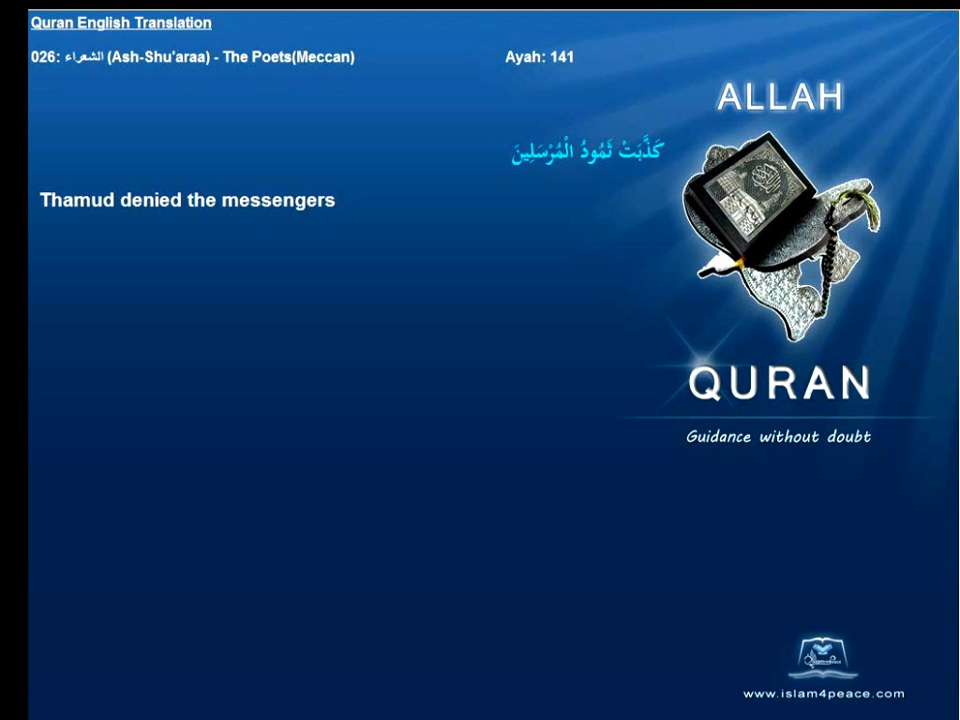 Quran English Translation
026: الشعراء (Ash-Shu'araa) - The Poets(Meccan) Ayah: 141
ALLAH
كَذَّبَتْ ثَمُودُ الْمُرْسَلِينَ
Thamud denied the messengers
QURAN
Guidance without doubt
www.islam4peace.com